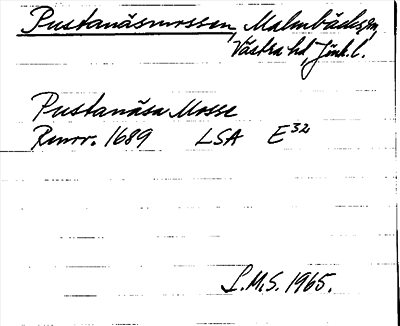 Pustanäsmossen, Malmbäcks sn,
Västra hd, Jönk. l.
Pustanäsa Mosse
Renov. 1689 LSA E32
I.M.S. 1965.